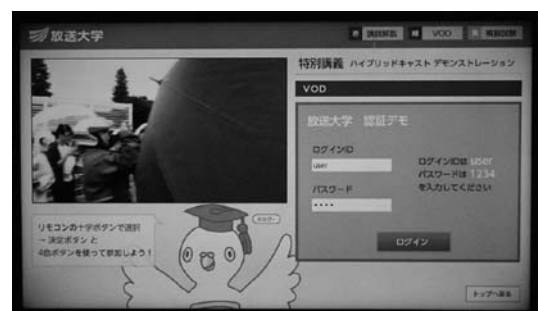 放送大学
講師解説
VOD
模擬試験
特別講義 ハイブリッドキャスト デモンストレーション
VOD
放送大学 認証デモ
ログインID
user
パスワード
••••
ログインIDは user
パスワードは 1234
を入力してください
ログイン
リモコンの十字ボタンで選択
→ 決定ボタン と
4色ボタンを使って参加しよう!
トップへ戻る